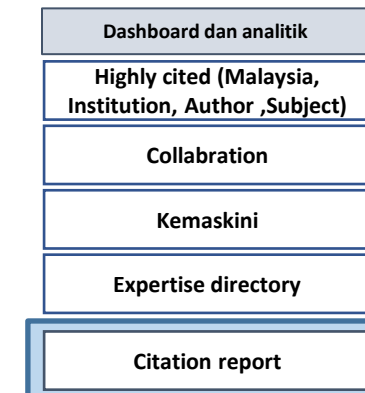 Dashboard dan analitik
Highly cited (Malaysia,
Institution, Author ,Subject)
Collabration
Kemaskini
Expertise directory
Citation report